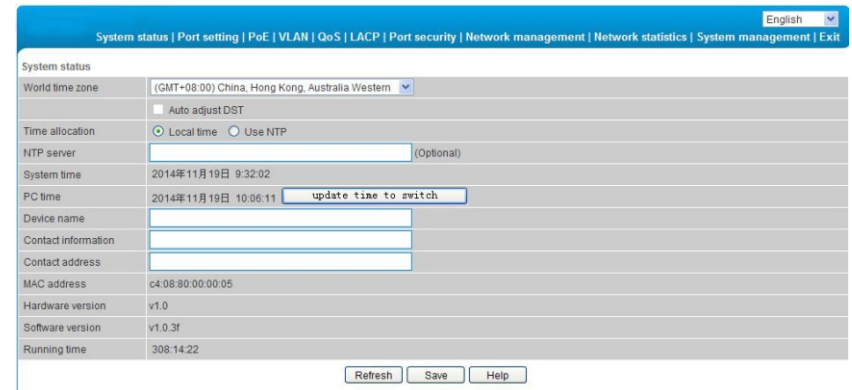 English
System status | Port setting | PoE | VLAN | QoS | LACP | Port security | Network management | Network statistics | System management | Exit
System status
World time zone (GMT+08:00) China, Hong Kong, Australia Western
Auto adjust DST
Time allocation Local time Use NTP
NTP server (Optional)
System time 2014年11月19日 9:32:02
PC time 2014年11月19日 10:06:11 update time to switch
Device name
Contact information
Contact address
MAC address c4:08:80:00:00:05
Hardware version v1.0
Software version v1.0.3f
Running time 308:14:22
Refresh Save Help